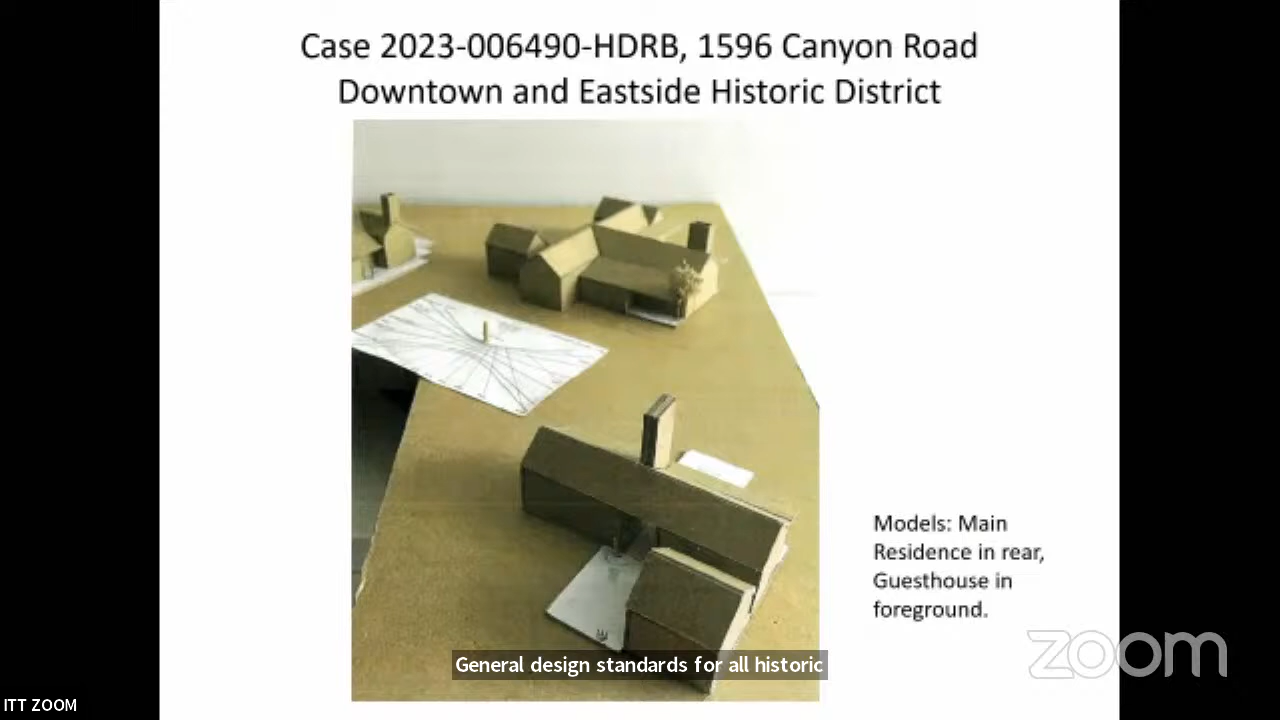 Case 2023-006490-HDRB, 1596 Canyon Road
Downtown and Eastside Historic District
Models: Main
Residence in rear,
Guesthouse in
foreground.
General design standards for all historic
zoom
ITT ZOOM